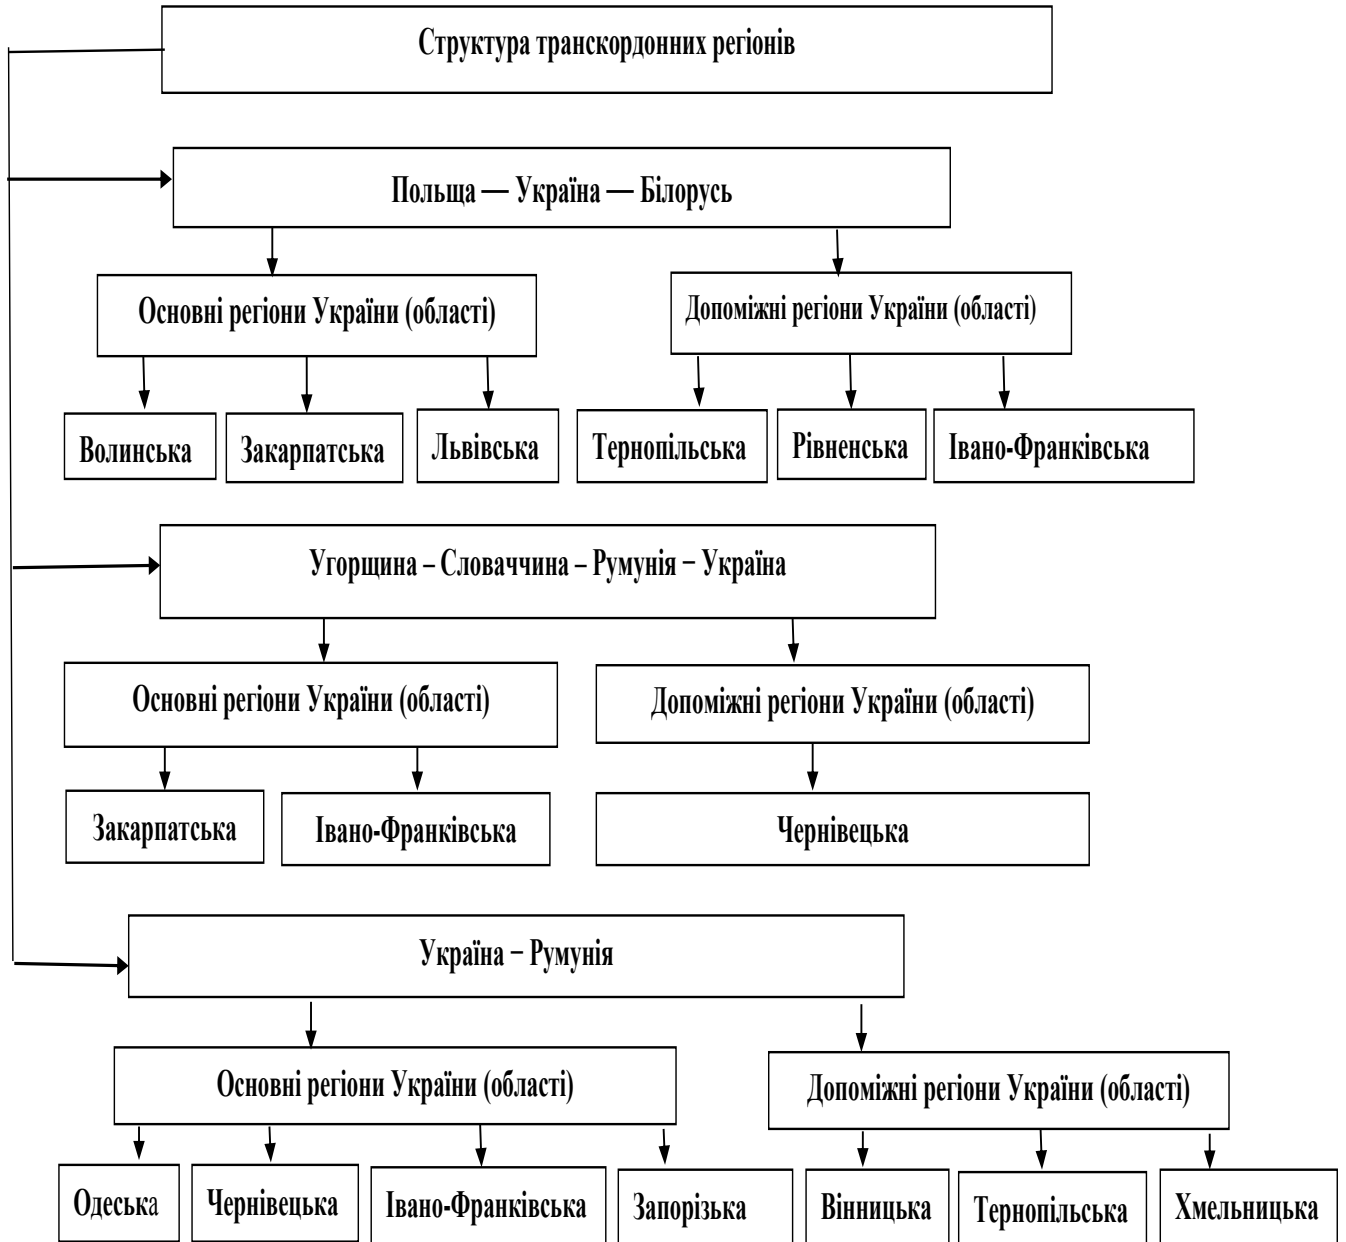 Структура транскордонних регіонів
Польща — Україна — Білорусь
Основні регіони України (області)
Допоміжні регіони України (області)
Волинська
Закарпатська
Львівська
Тернопільська
Рівненська
Івано-Франківська
Угорщина – Словаччина – Румунія – Україна
Основні регіони України (області)
Допоміжні регіони України (області)
Закарпатська
Івано-Франківська
Чернівецька
Україна – Румунія
Основні регіони України (області)
Допоміжні регіони України (області)
Одеська
Чернівецька
Івано-Франківська
Запорізька
Вінницька
Тернопільська
Хмельницька